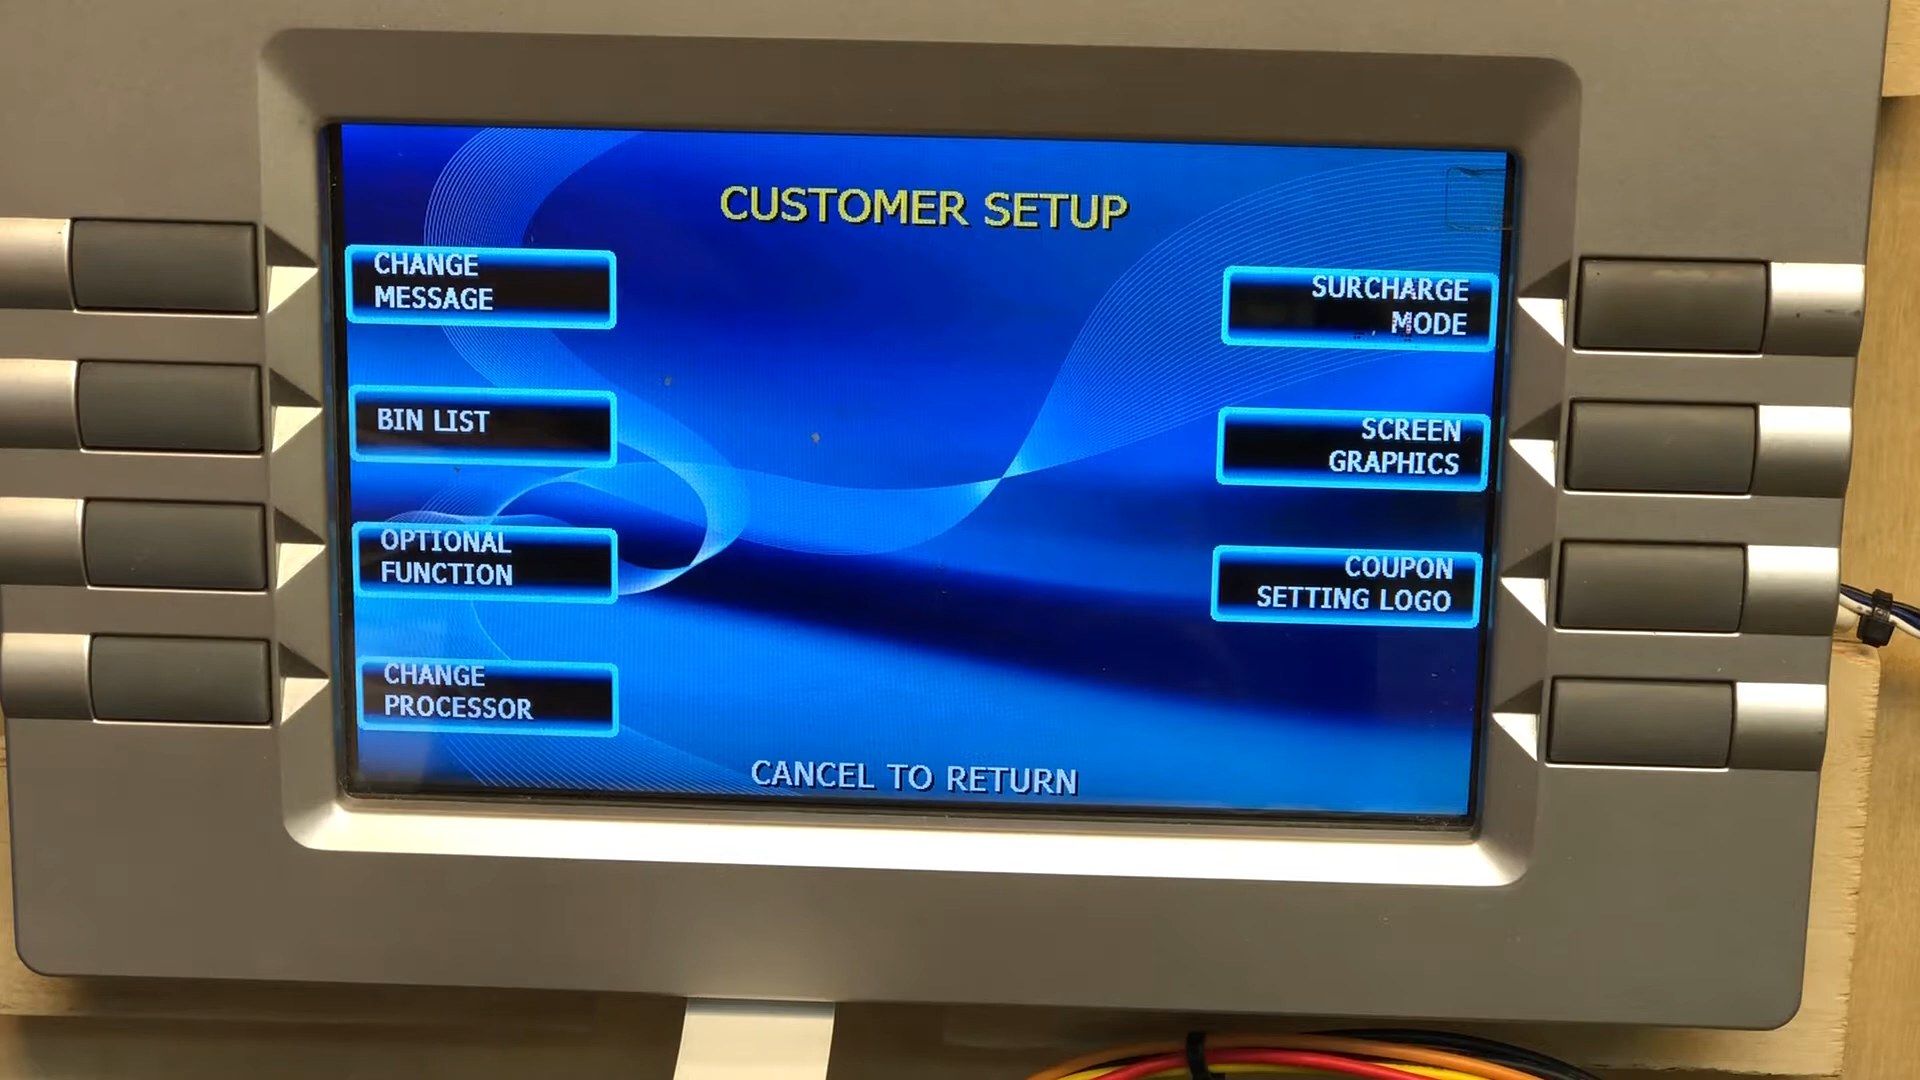 CUSTOMER SETUP
CHANGE
MESSAGE
BIN LIST
OPTIONAL
FUNCTION
CHANGE
PROCESSOR
SURCHARGE
MODE
SCREEN
GRAPHICS
COUPON
SETTING LOGO
CANCEL TO RETURN